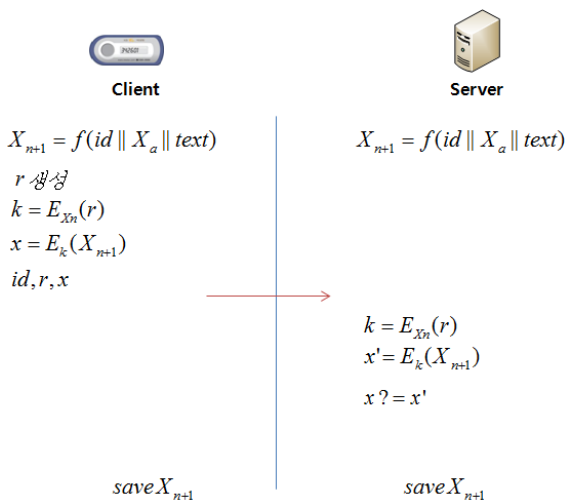 Client
Server
X_{n+1} = f(id || X_a || text)
X_{n+1} = f(id || X_a || text)
r 생성
k = E_{Xn}(r)
x = E_k(X_{n+1})
id, r, x
k = E_{Xn}(r)
x' = E_k(X_{n+1})
x ? = x'
save X_{n+1}
save X_{n+1}